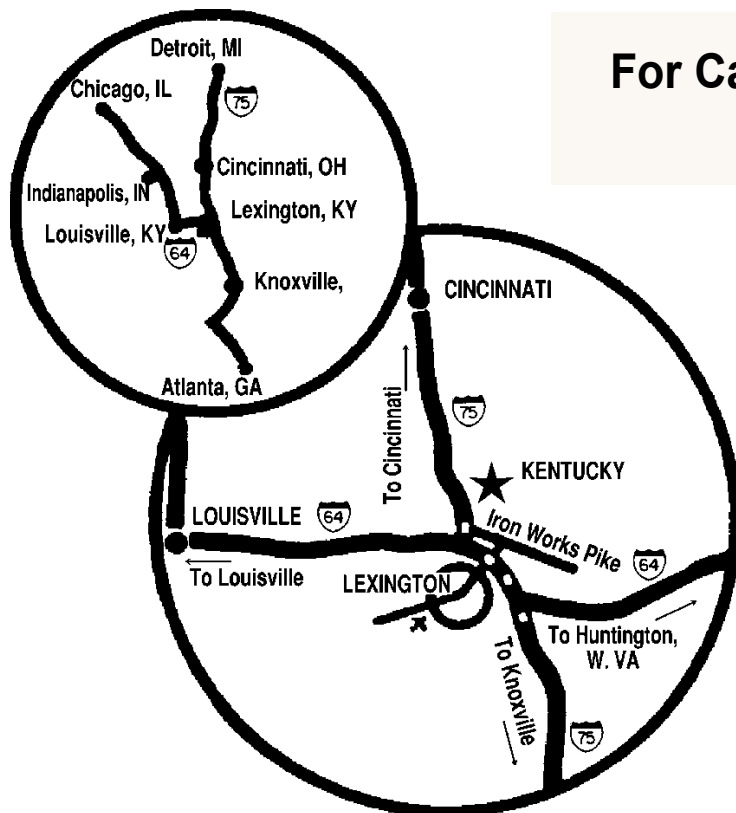 For Ca
Detroit, MI
Chicago, IL
75
Cincinnati, OH
Indianapolis, IN
Lexington, KY
Louisville, KY
64
Knoxville,
Atlanta, GA
CINCINNATI
To Cincinnati
75
KENTUCKY
LOUISVILLE
64
Iron Works Pike
To Louisville
LEXINGTON
64
To Huntington,
W. VA
To Knoxville
75